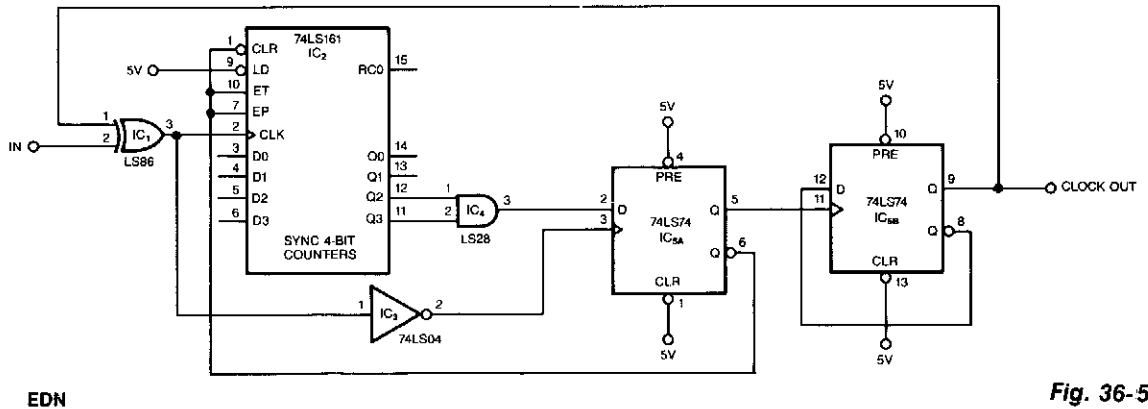 1
CLR
74LS161
IC2
9
LD
RCO
15
5V
10
ET
7
EP
1
2
IC1
3
LS86
IN
2
CLK
3
D0
4
D1
5
D2
6
D3
Q0
14
Q1
13
Q2
12
Q3
11
SYNC 4-BIT
COUNTERS
1
2
IC4
3
LS28
1
IC3
2
74LS04
5V
4
PRE
2
D
3
74LS74
IC5A
Q
5
Q
6
CLR
1
5V
5V
10
PRE
12
D
11
74LS74
IC5B
Q
9
Q
8
CLR
13
5V
CLOCK OUT
EDN
Fig. 36-5